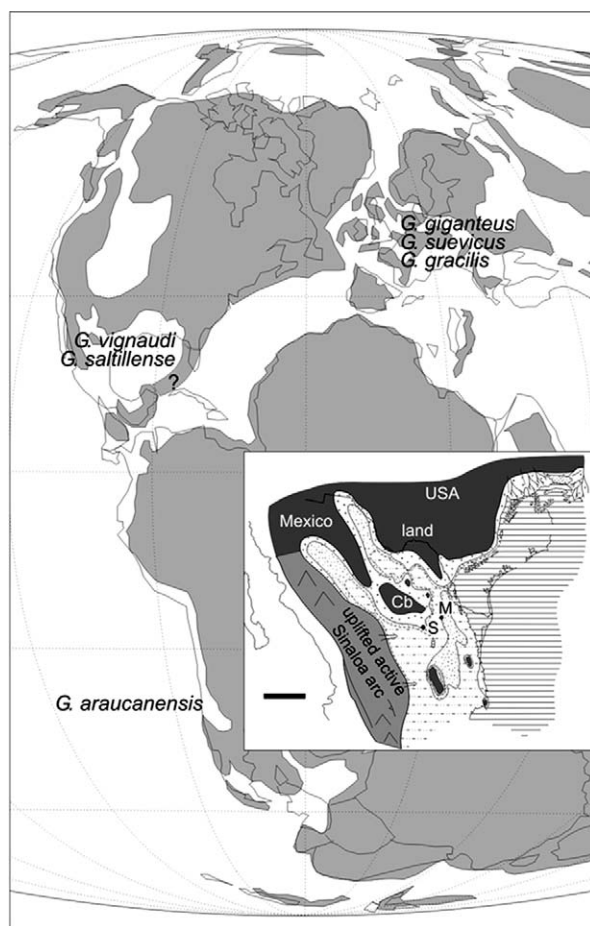 G. giganteus
G. suevicus
G. gracilis
G. vignaudi
G. saltillense
?
USA
Mexico
land
Cb
M
S
uplifted active
Sinaloa arc
G. araucanensis